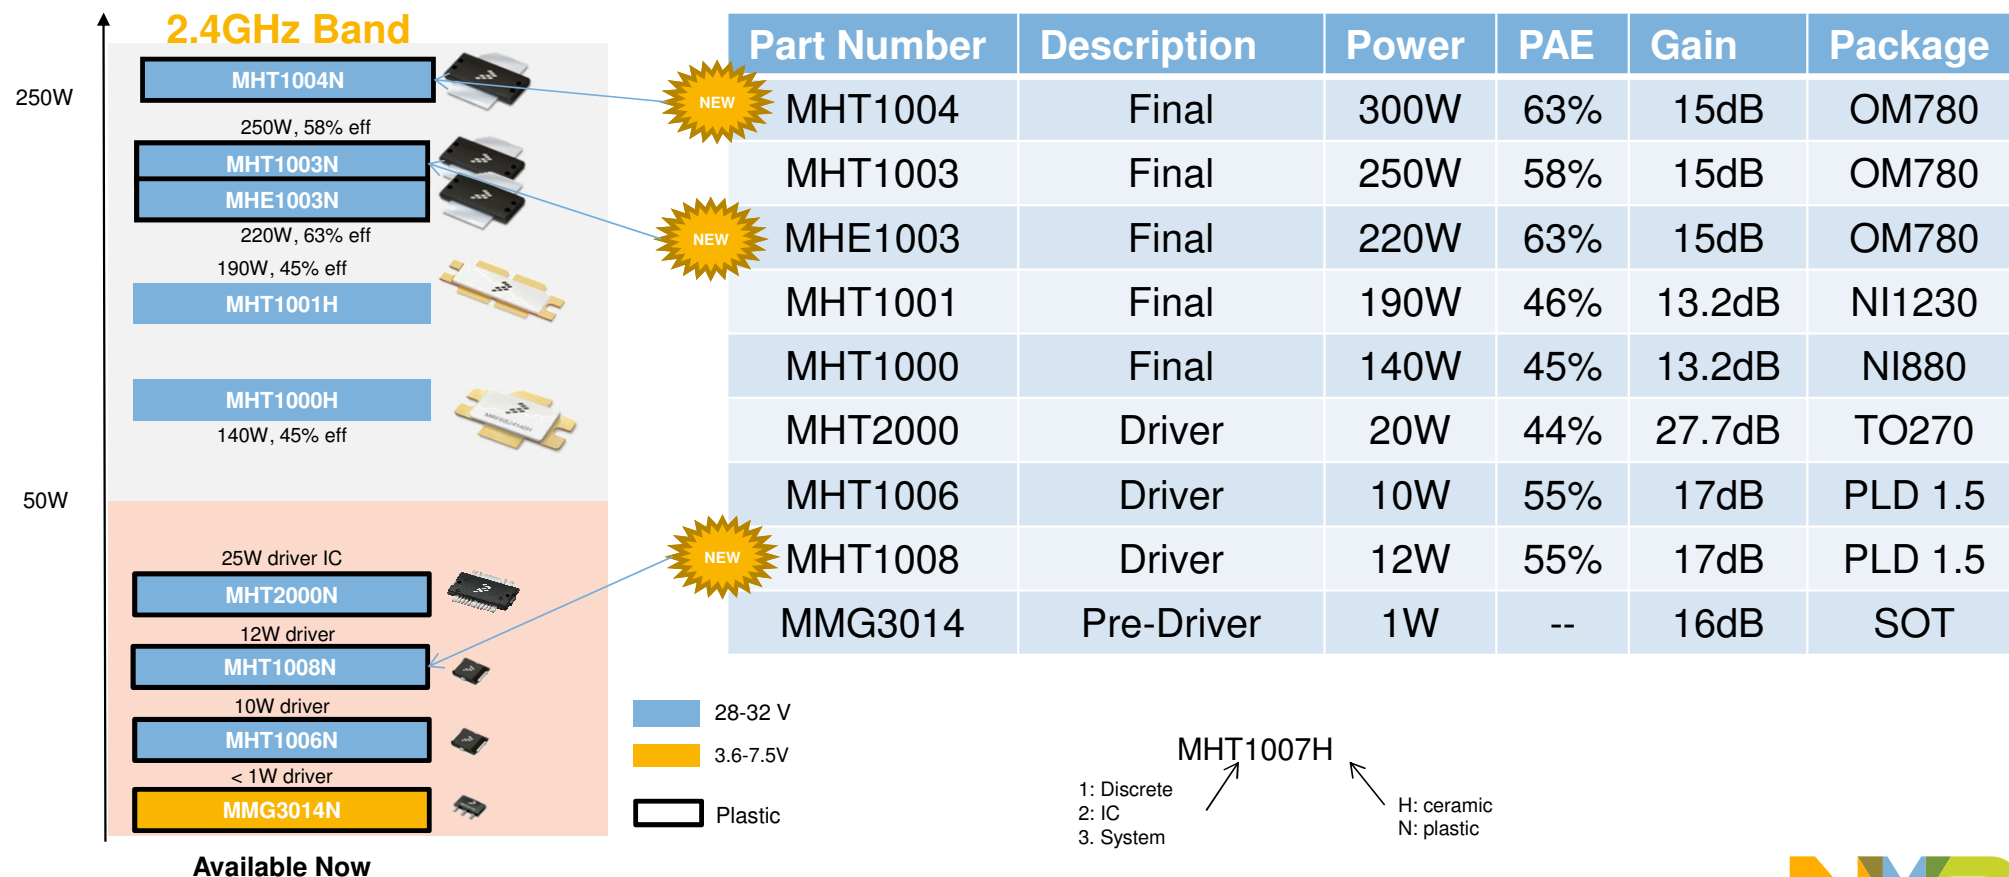 2.4GHz Band
250W
50W
MHT1004N
250W, 58% eff
MHT1003N
MHE1003N
220W, 63% eff
190W, 45% eff
MHT1001H
MHT1000H
140W, 45% eff
25W driver IC
MHT2000N
12W driver
MHT1008N
10W driver
MHT1006N
< 1W driver
MMG3014N
Available Now
NEW
NEW
NEW
Part Number Description Power PAE Gain Package
MHT1004 Final 300W 63% 15dB OM780
MHT1003 Final 250W 58% 15dB OM780
MHE1003 Final 220W 63% 15dB OM780
MHT1001 Final 190W 46% 13.2dB NI1230
MHT1000 Final 140W 45% 13.2dB NI880
MHT2000 Driver 20W 44% 27.7dB TO270
MHT1006 Driver 10W 55% 17dB PLD 1.5
MHT1008 Driver 12W 55% 17dB PLD 1.5
MMG3014 Pre-Driver 1W -- 16dB SOT
28-32 V
3.6-7.5V
Plastic
MHT1007H
1: Discrete
2: IC
3. System
H: ceramic
N: plastic